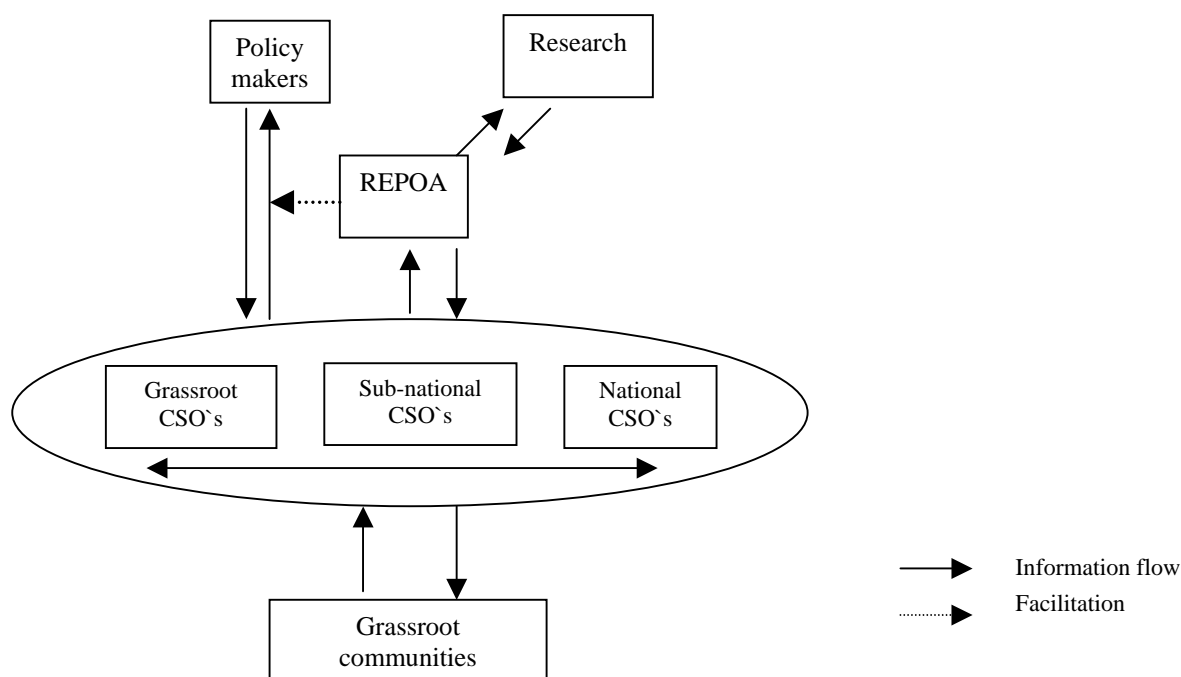 Policy
makers
Research
REPOA
Grassroot
CSO`s
Sub-national
CSO`s
National
CSO`s
Grassroot
communities
Information flow
Facilitation